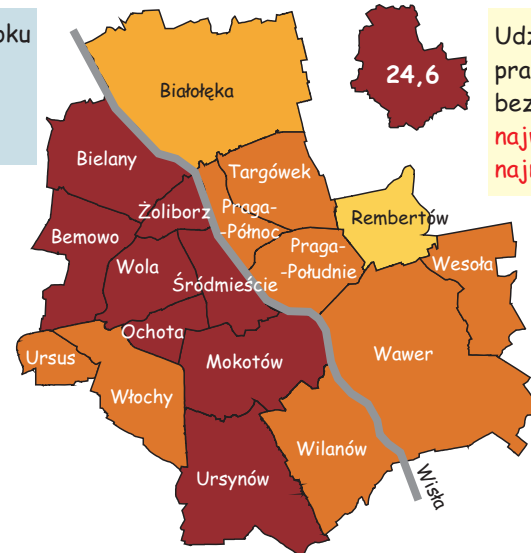 oku
24,6
Białołęka
Bielany
Targówek
Żoliborz
Praga-
-Północ
Rembertów
Bemowo
Praga-
-Południe
Wesoła
Wola
Śródmieście
Ochota
Ursus
Mokotów
Wawer
Włochy
Wilanów
Ursynów
Wisła